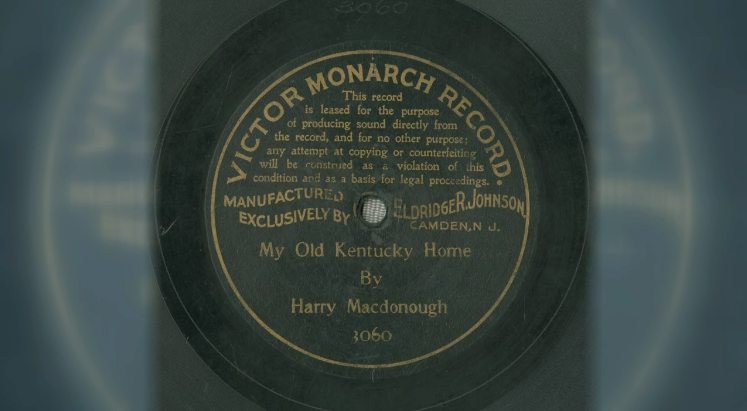 3060
VICTOR MONARCH RECORD.
This record
is leased for the purpose
of producing sound directly from
the record, and for no other purpose;
any attempt at copying or counterfeiting
will be construed as a violation of this
condition and as a basis for legal proceedings.
MANUFACTURED
EXCLUSIVELY BY
ELDRIDGE R. JOHNSON,
CAMDEN, N J.
My Old Kentucky Home
By
Harry Macdonough
3060